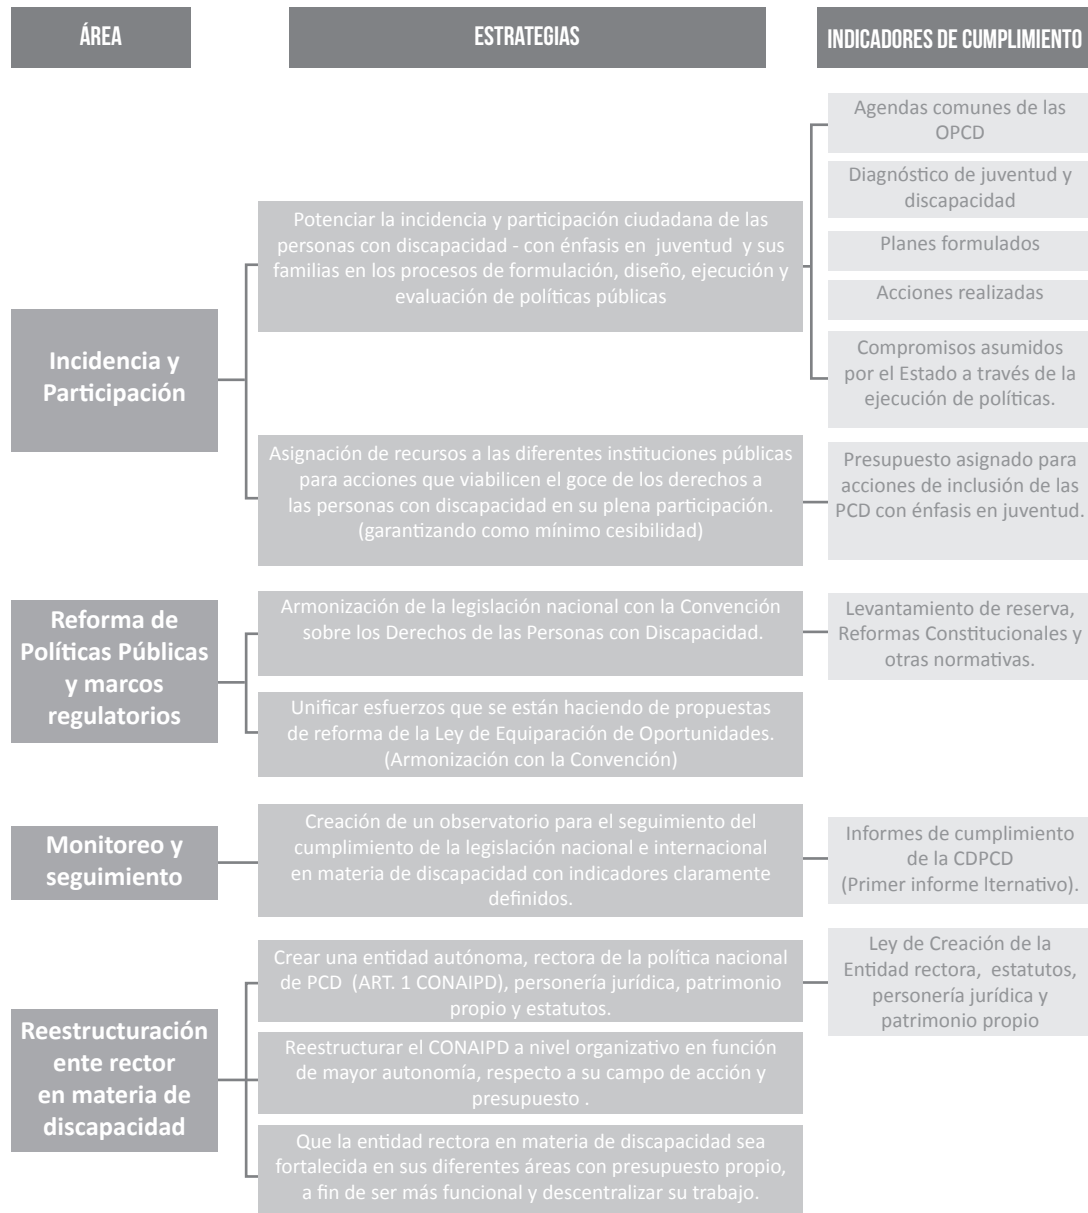 ÁREA
ESTRATEGIAS
INDICADORES DE CUMPLIMIENTO
Incidencia y
Participación
Potenciar la incidencia y participación ciudadana de las
personas con discapacidad - con énfasis en juventud y sus
familias en los procesos de formulación, diseño, ejecución y
evaluación de políticas públicas
Agendas comunes de las
OPCD
Diagnóstico de juventud y
discapacidad
Planes formulados
Acciones realizadas
Compromisos asumidos
por el Estado a través de la
ejecución de políticas.
Asignación de recursos a las diferentes instituciones públicas
para acciones que viabilicen el goce de los derechos a
las personas con discapacidad en su plena participación.
(garantizando como mínimo cesibilidad)
Presupuesto asignado para
acciones de inclusión de las
PCD con énfasis en juventud.
Reforma de
Políticas Públicas
y marcos
regulatorios
Armonización de la legislación nacional con la Convención
sobre los Derechos de las Personas con Discapacidad.
Levantamiento de reserva,
Reformas Constitucionales y
otras normativas.
Unificar esfuerzos que se están haciendo de propuestas
de reforma de la Ley de Equiparación de Oportunidades.
(Armonización con la Convención)
Monitoreo y
seguimiento
Creación de un observatorio para el seguimiento del
cumplimiento de la legislación nacional e internacional
en materia de discapacidad con indicadores claramente
definidos.
Informes de cumplimiento
de la CDPCD
(Primer informe lternativo).
Reestructuración
ente rector
en materia de
discapacidad
Crear una entidad autónoma, rectora de la política nacional
de PCD (ART. 1 CONAIPD), personería jurídica, patrimonio
propio y estatutos.
Ley de Creación de la
Entidad rectora, estatutos,
personería jurídica y
patrimonio propio
Reestructurar el CONAIPD a nivel organizativo en función
de mayor autonomía, respecto a su campo de acción y
presupuesto .
Que la entidad rectora en materia de discapacidad sea
fortalecida en sus diferentes áreas con presupuesto propio,
a fin de ser más funcional y descentralizar su trabajo.